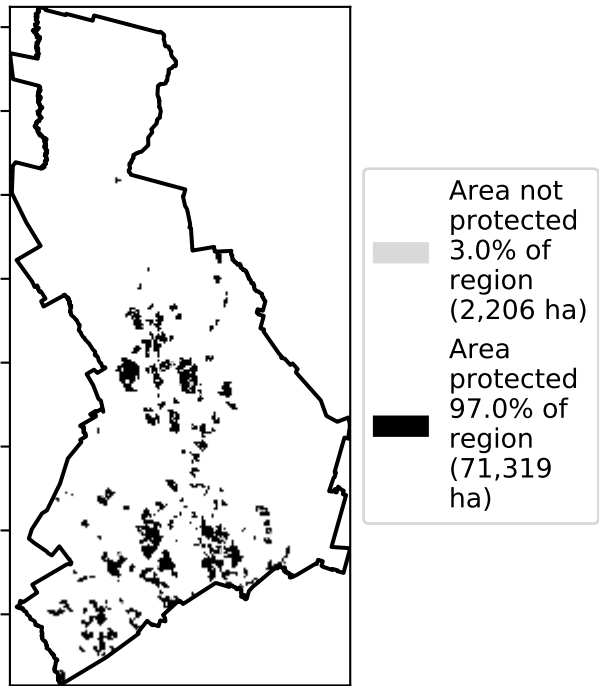 Area not
protected
3.0% of
region
(2,206 ha)
Area
protected
97.0% of
region
(71,319
ha)